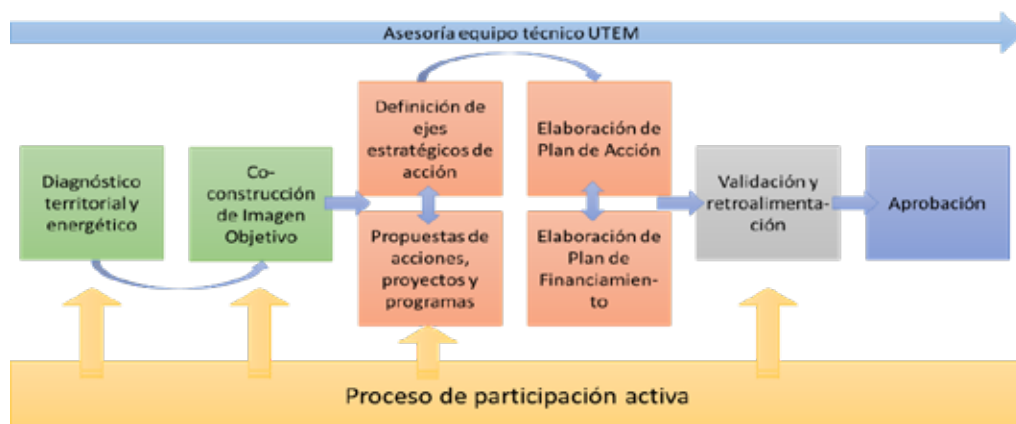 Asesoría equipo técnico UTEM
Diagnóstico
territorial y
energético
Co-
construcción
de Imagen
Objetivo
Definición de
ejes
estratégicos de
acción
Propuestas de
acciones,
proyectos y
programas
Elaboración de
Plan de Acción
Elaboración de
Plan de
Financiamien-
to
Validación y
retroalimenta-
ción
Aprobación
Proceso de participación activa